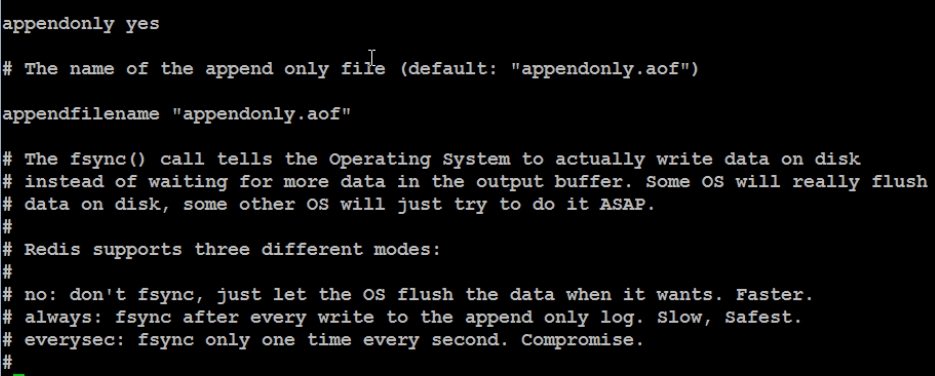 appendonly yes
# The name of the append only file (default: "appendonly.aof")
appendfilename "appendonly.aof"
# The fsync() call tells the Operating System to actually write data on disk
# instead of waiting for more data in the output buffer. Some OS will really flush
# data on disk, some other OS will just try to do it ASAP.
#
# Redis supports three different modes:
#
# no: don't fsync, just let the OS flush the data when it wants. Faster.
# always: fsync after every write to the append only log. Slow, Safest.
# everysec: fsync only one time every second. Compromise.
#